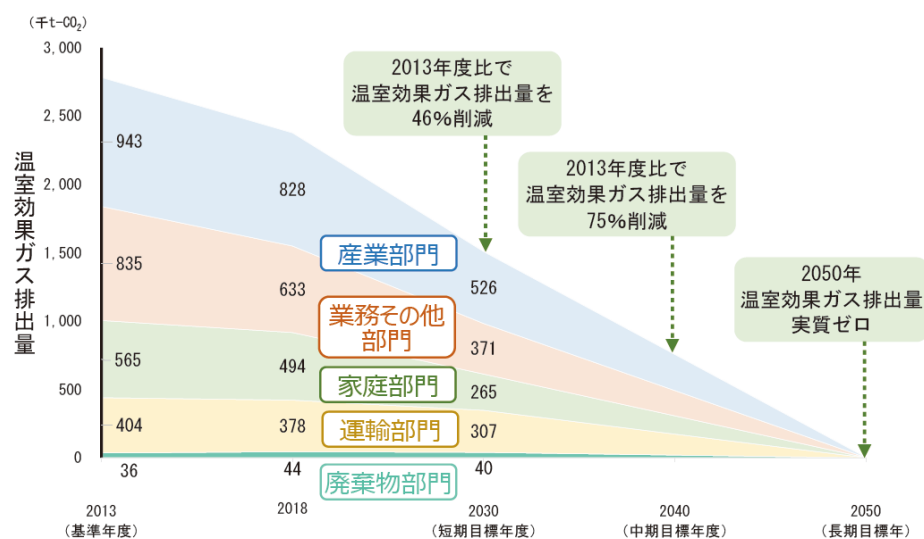 (千t-CO₂)
3,000
2,500
2,000
1,500
1,000
500
0
温室効果ガス排出量
2013年度比で
温室効果ガス排出量を
46%削減
2013年度比で
温室効果ガス排出量を
75%削減
2050年
温室効果ガス排出量
実質ゼロ
943
828
産業部門
526
835
633
業務その他
部門
371
565
494
家庭部門
265
404
378
運輸部門
307
36
44
廃棄物部門
40
2013
(基準年度)
2018
2030
(短期目標年度)
2040
(中期目標年度)
2050
(長期目標年)